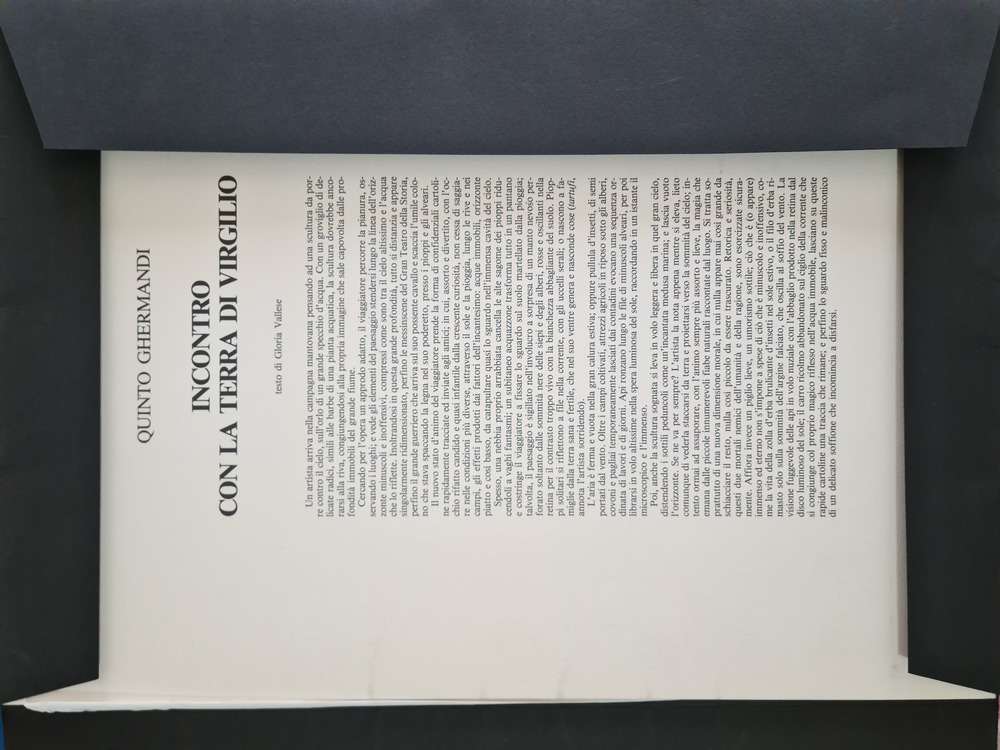 QUINTO GHERMANDI
INCONTRO
CON LA TERRA DI VIRGILIO
testo di Gloria Vallese
Un artista arriva nella campagna mantovana pensando ad una scultura da por-
re contro il cielo, sull'orlo di un grande specchio d'acqua. Con un groviglio di de-
licate radici, simili alle barbe di una pianta acquatica, la scultura dovrebbe anco-
rarsi alla riva, congiungendosi alla propria immagine che sale capovolta dalle pro-
fondità immobili del grande fiume.
Cercando per l'opera un approdo adatto, il viaggiatore percorre la pianura, os-
servando i luoghi; e vede gli elementi del paesaggio stendersi lungo la linea dell'oriz-
zonte minuscoli e inoffensivi, compressi come sono tra il cielo altissimo e l'acqua
che lo riflette. Inoltrandosi in questa grande profondità, tutto si distanzia e appare
singolarmente ridimensionato, perfino le messinscene del Gran Teatro della Storia,
perfino il grande guerriero che arriva sul suo possente cavallo e scaccia l'umile colo-
no che stava spaccando la legna nel suo poderetto, presso i pioppi e gli alveari.
Il nuovo stato d'animo del viaggiatore prende la forma di confidenziali cartoli-
ne rapidamente tracciate ed inviate agli amici; in cui, assorto e divertito, con l'oc-
chio rifatto candido e quasi infantile dalla crescente curiosità, non cessa di saggia-
re nelle condizioni più diverse, attraverso il sole e la pioggia, lungo le rive e nei
campi, gli effetti prodotti dai fattori dell'incantesimo: acque immobili, orizzonte
piatto e così basso, da catapultare quasi lo sguardo nell'immensa cavità del cielo.
Spesso, una nebbia proprio arrabbiata cancella le alte sagome dei pioppi ridu-
cendoli a vaghi fantasmi; un subitaneo acquazzone trasforma tutto in un pantano
e costringe il viaggiatore a fissare lo sguardo sul suolo martellato dalla pioggia;
talvolta, il paesaggio è sigillato nell'involucro a sorpresa di un manto nevoso per-
forato soltanto dalle sommità nere delle siepi e degli alberi, rosse e oscillanti nella
retina per il contrasto troppo vivo con la bianchezza abbagliante del suolo. Piop-
pi solitari si riflettono a file nella corrente, con gli uccelli serali; o nascono a fa-
miglie dalla terra sana e fertile, che nel suo ventre genera e nasconde cose (tartufi,
annota l'artista sorridendo).
L'aria è ferma e vuota nella gran calura estiva; oppure pullula d'insetti, di semi
portati dal vento. Oltre i campi coltivati, attrezzi agricoli in riposo sotto gli alberi,
covoni e pagliai temporaneamente lasciati dai contadini evocano una sequenza or-
dinata di lavori e di giorni. Api ronzano lungo le file di minuscoli alveari, per poi
librarsi in volo altissime nella spera luminosa del sole, raccordando in un istante il
microscopico e l'immenso.
Poi, anche la scultura sognata si leva in volo leggera e libera in quel gran cielo,
distendendo i sottili peduncoli come un'incantata medusa marina; e lascia vuoto
l'orizzonte. Se ne va per sempre? L'artista la nota appena mentre si eleva, lieto
comunque di vederla staccarsi da terra e proiettarsi verso la sommità del cielo; in-
tento ormai ad assaporare, con l'animo sempre più assorto e lieve, la magia che
emana dalle piccole innumerevoli fiabe naturali raccontate dal luogo. Si tratta so-
prattutto di una nuova dimensione morale, in cui nulla appare mai così grande da
schiacciare il resto, nulla così piccolo da essere trascurato. Retorica e seriosità,
questi due mortali nemici dell'umanità e della ragione, sono esorcizzate sicura-
mente. Affiora invece un piglio lieve, un umorismo sottile; ciò che è (o appare)
immenso ed eterno non s'impone a spese di ciò che è minuscolo e momentaneo, co-
me la vita della zolla d'erba brulicante d'insetti nel sole estivo, o il filo d'erba ri-
masto solo sulla sommità dell'argine falciato, che oscilla al soffio del vento. La
visione fuggevole delle api in volo nuziale con l'abbaglio prodotto nella retina dal
disco luminoso del sole; il carro ricolmo abbandonato sul ciglio della corrente che
si congiunge col proprio magico riflesso nell'acqua immobile, lasciano su queste
rapide cartoline una traccia che rimane; e perfino lo sguardo fisso e malinconico
di un delicato soffione che incomincia a disfarsi.